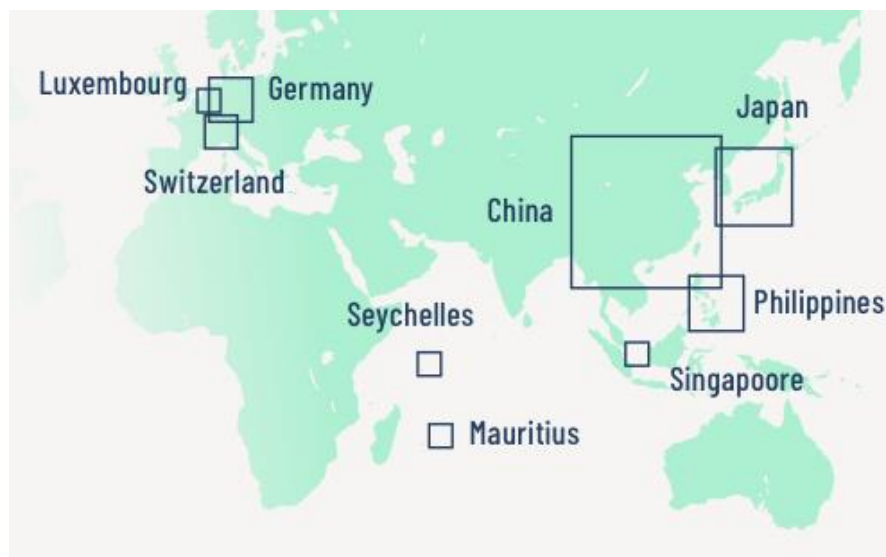 Luxembourg
Germany
Japan
Switzerland
China
Seychelles
Philippines
Singapoore
Mauritius